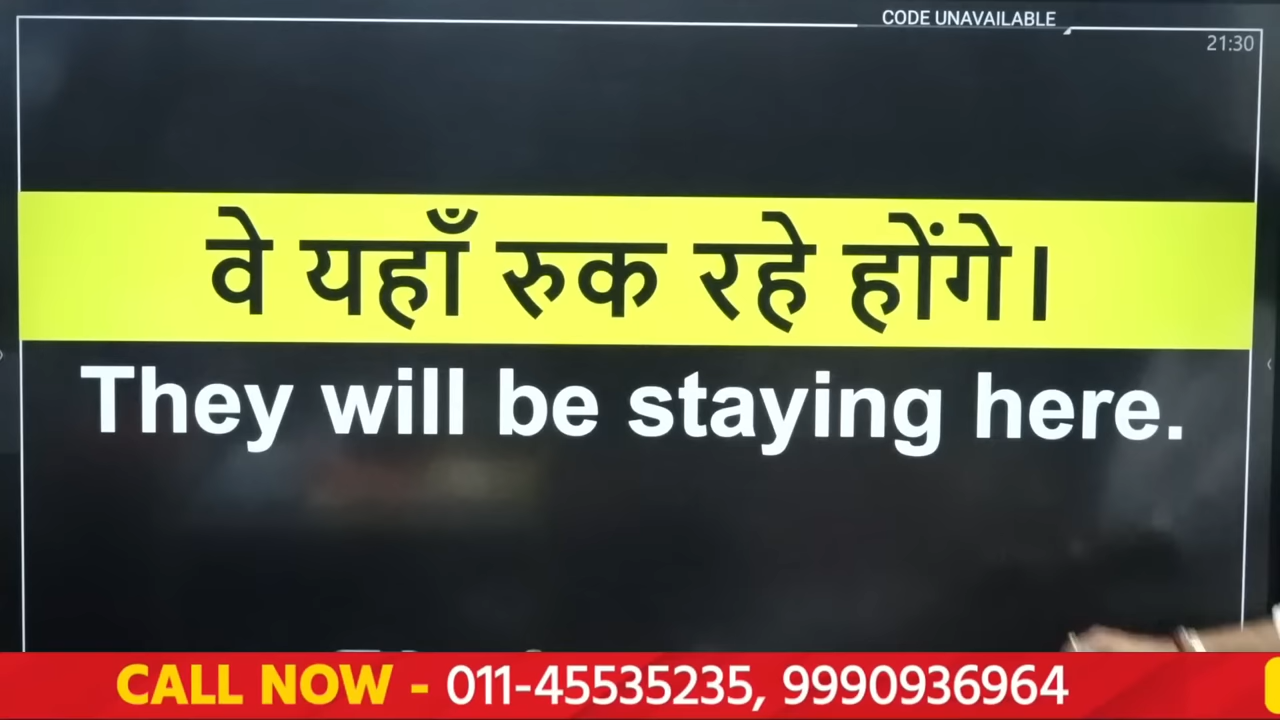 CODE UNAVAILABLE
21:30
वे यहाँ रुक रहे होंगे।
They will be staying here.
CALL NOW - 011-45535235, 9990936964